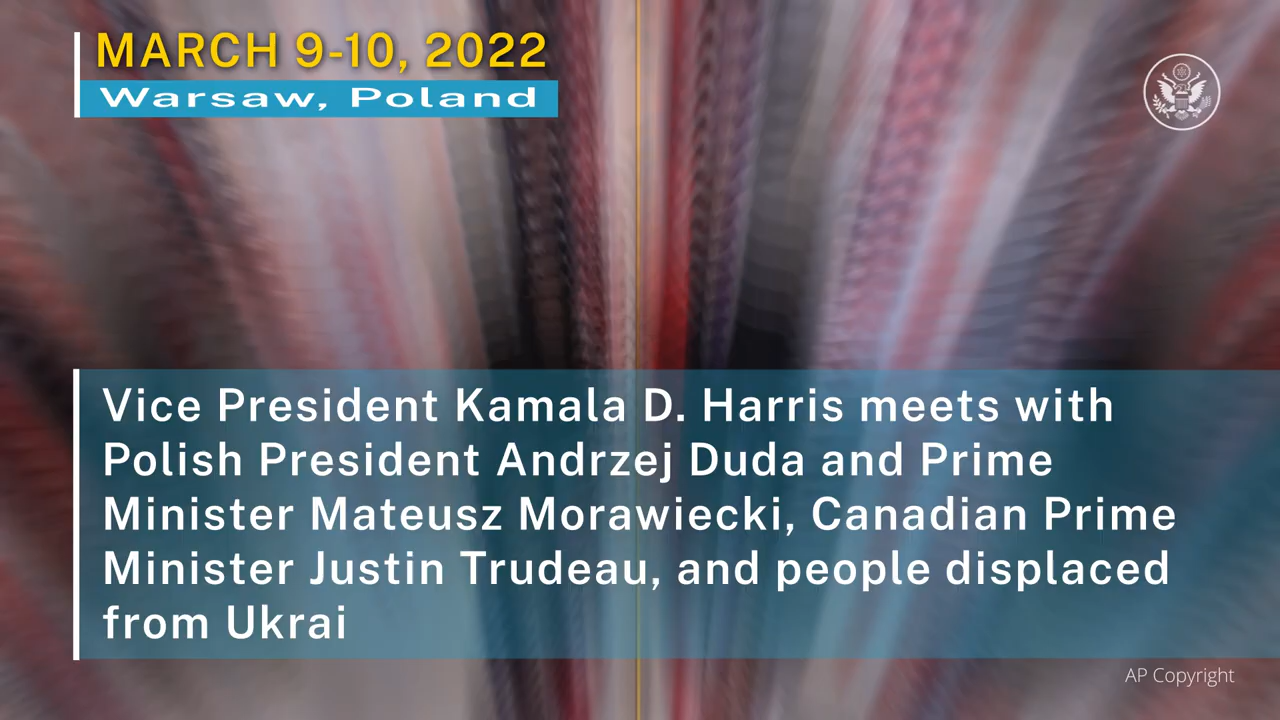 MARCH 9-10, 2022
Warsaw, Poland
Vice President Kamala D. Harris meets with
Polish President Andrzej Duda and Prime
Minister Mateusz Morawiecki, Canadian Prime
Minister Justin Trudeau, and people displaced
from Ukrai
AP Copyright